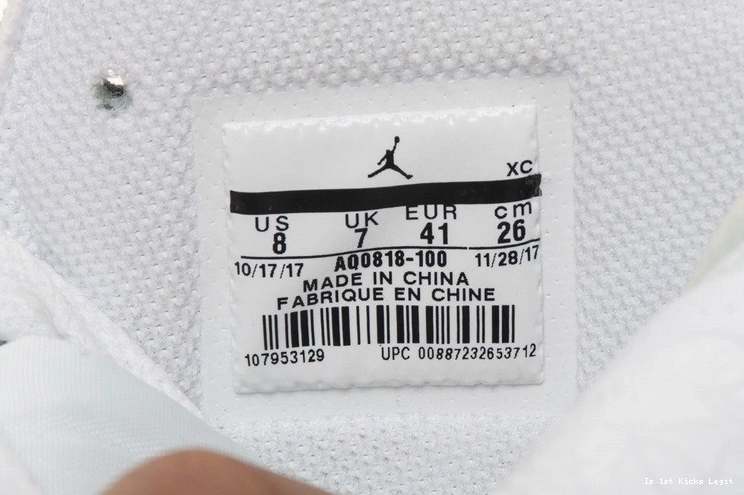 XC
US UK EUR cm
8 7 41 26
10/17/17 AQ0818-100 11/28/17
MADE IN CHINA
FABRIQUE EN CHINE
107953129 UPC 00887232653712
Is 1st Kicks Legit